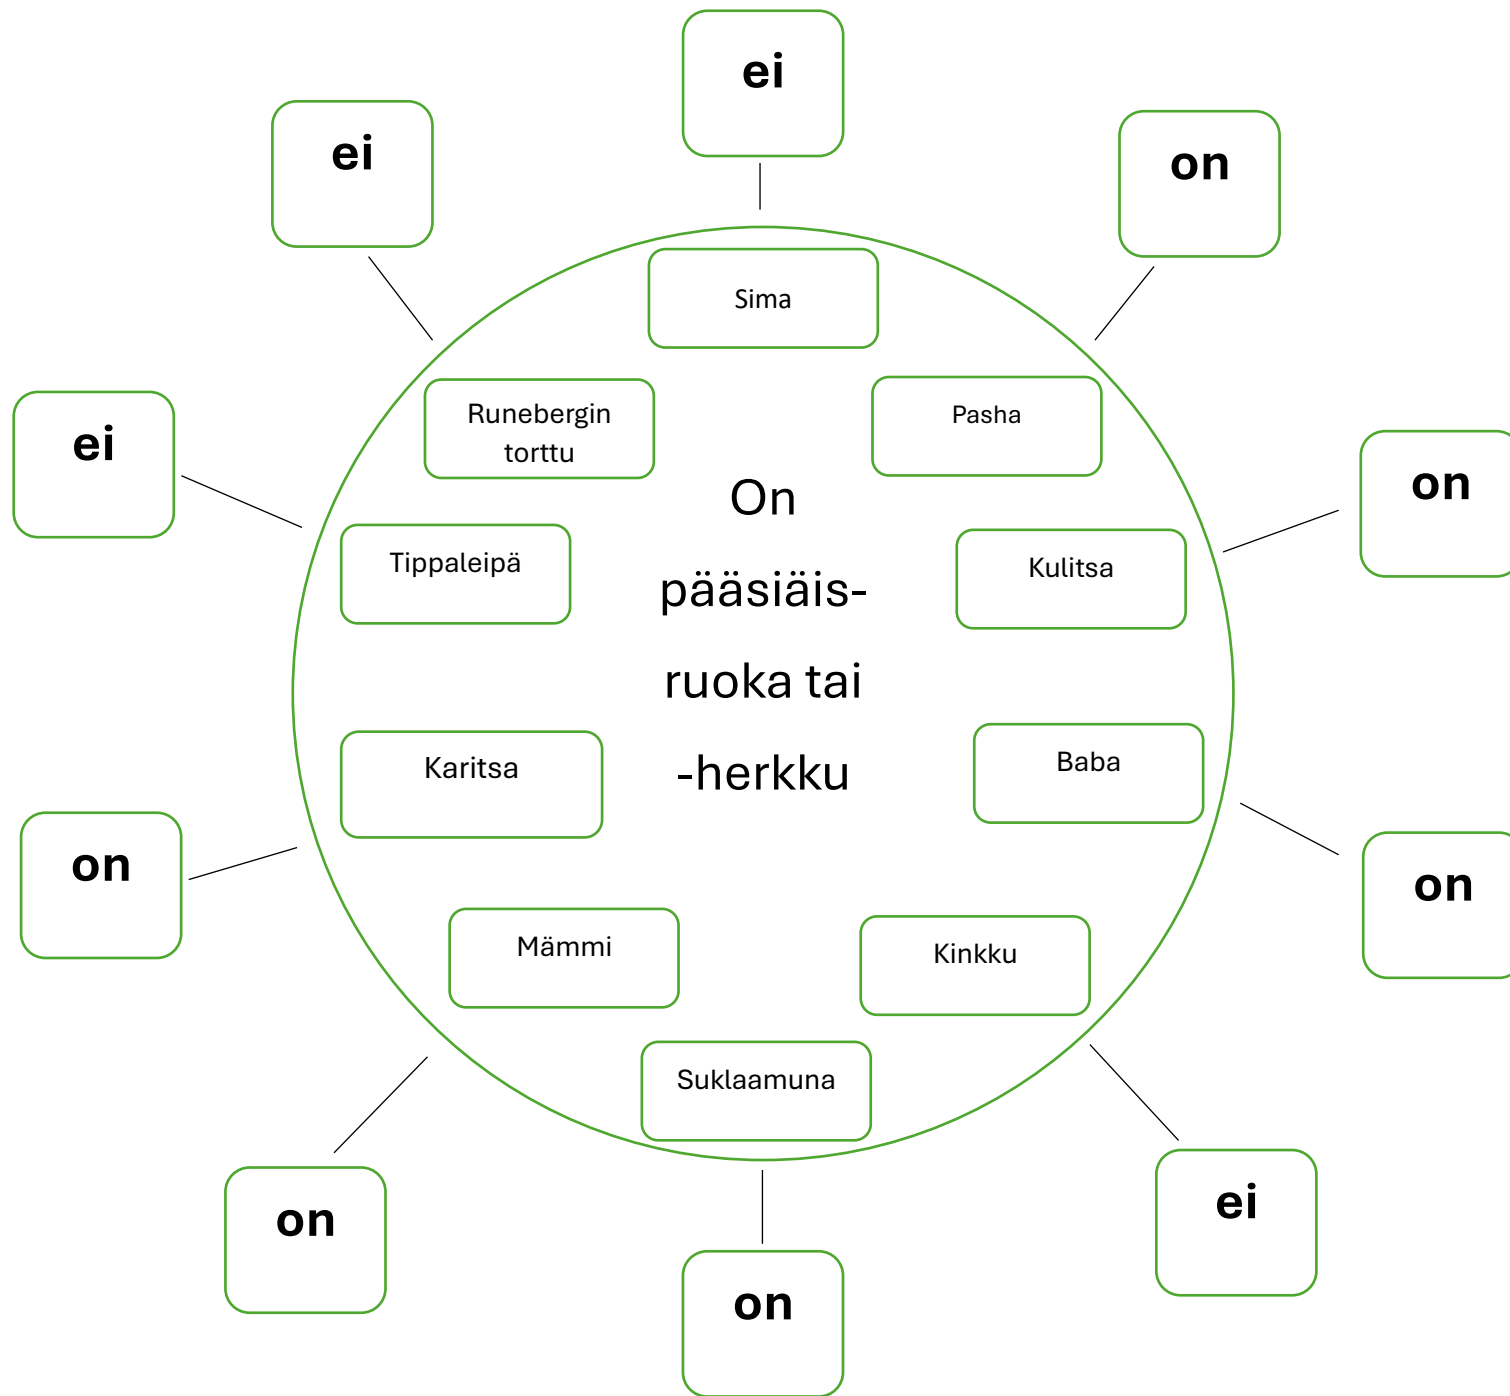 ei
ei
on
Sima
Runebergin
torttu
Pasha
ei
on
On
pääsiäis-
ruoka tai
-herkku
Tippaleipä
Kulitsa
Karitsa
Baba
on
on
Mämmi
Kinkku
Suklaamuna
on
ei
on